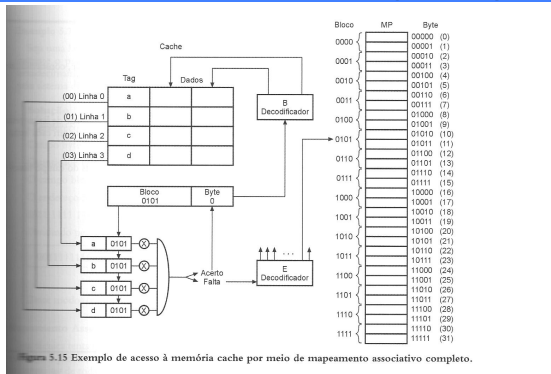 Cache
Tag Dados
(00) Linha 0 a
(01) Linha 1 b
(02) Linha 2 c
(03) Linha 3 d
B
Decodificador
Bloco Byte
0101 0
a 0101 X
b 0101 X
c 0101 X
d 0101 X
Acerto
Falta
...
E
Decodificador
Bloco MP Byte
0000 00000 (0)
00001 (1)
0001 00010 (2)
00011 (3)
0010 00100 (4)
00101 (5)
0011 00110 (6)
00111 (7)
0100 01000 (8)
01001 (9)
0101 01010 (10)
01011 (11)
0110 01100 (12)
01101 (13)
0111 01110 (14)
01111 (15)
1000 10000 (16)
10001 (17)
1001 10010 (18)
10011 (19)
1010 10100 (20)
10101 (21)
1011 10110 (22)
10111 (23)
1100 11000 (24)
11001 (25)
1101 11010 (26)
11011 (27)
1110 11100 (28)
11101 (29)
1111 11110 (30)
11111 (31)
Figura 5.15 Exemplo de acesso à memória cache por meio de mapeamento associativo completo.